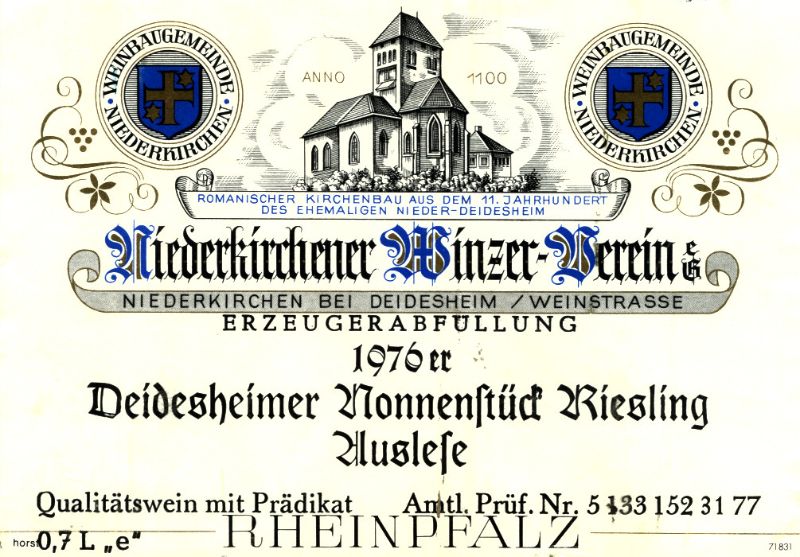 WEINBAUGEMEINDE · NIEDERKIRCHEN ·
ANNO 1100
WEINBAUGEMEINDE · NIEDERKIRCHEN ·
ROMANISCHER KIRCHENBAU AUS DEM 11. JAHRHUNDERT
DES EHEMALIGEN NIEDER-DEIDESHEIM
Niederkirchener Winzer-Verein eG
NIEDERKIRCHEN BEI DEIDESHEIM / WEINSTRASSE
ERZEUGERABFÜLLUNG
1976er
Deidesheimer Nonnenstück Riesling
Auslese
Qualitätswein mit Prädikat Amtl. Prüf. Nr. 5 133 152 31 77
RHEINPFALZ
horst 0,7 L „e" 71831